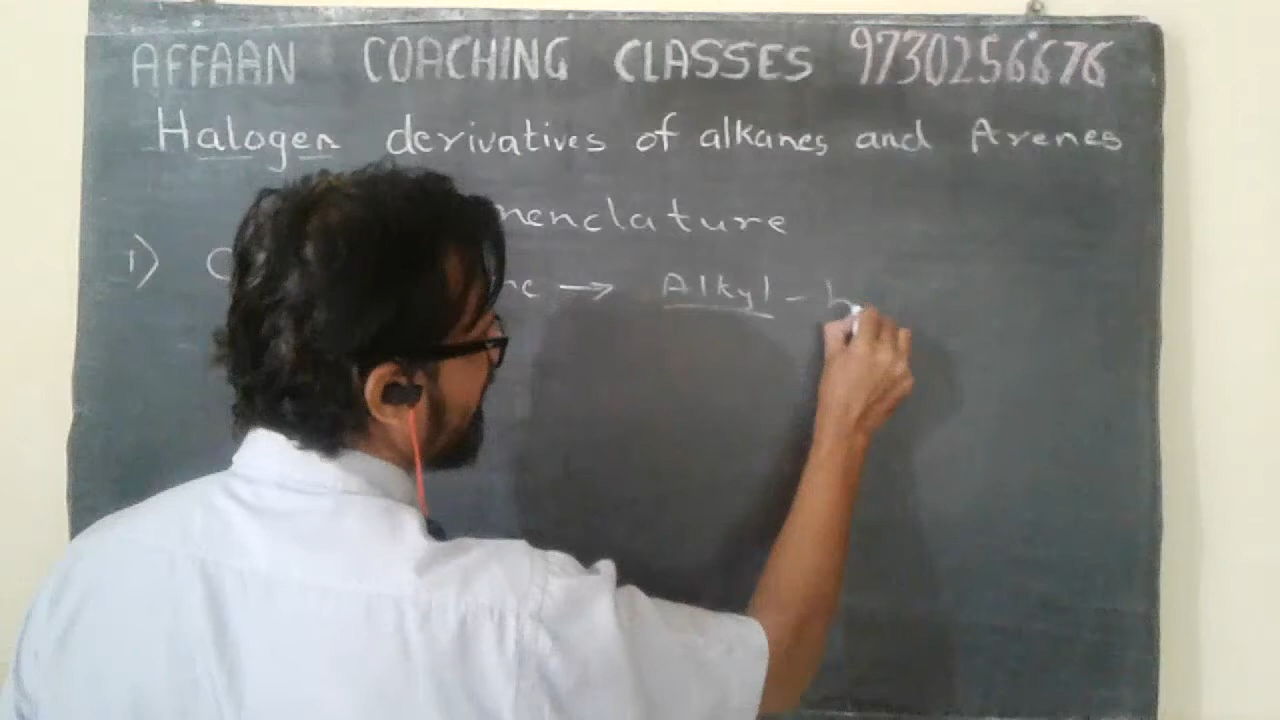 AFFAAN COACHING CLASSES 9730256676
Halogen derivatives of alkanes and Arenes
nenclature
1) → Alkyl - h